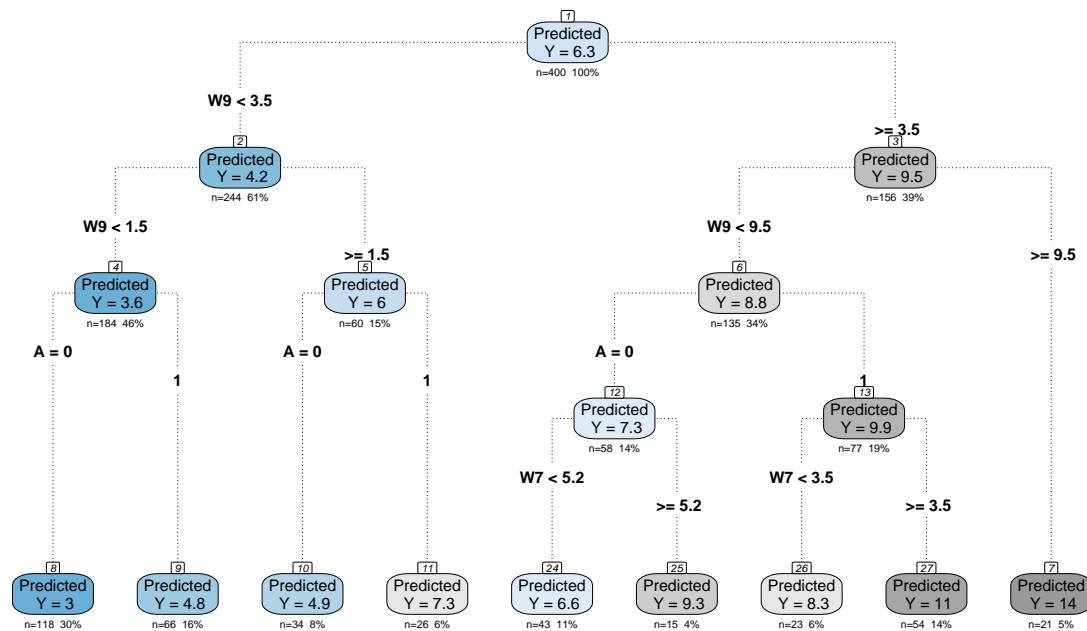 1
Predicted
Y = 6.3
n=400 100%
W9 < 3.5
>= 3.5
2
Predicted
Y = 4.2
n=244 61%
3
Predicted
Y = 9.5
n=156 39%
W9 < 1.5
>= 1.5
W9 < 9.5
>= 9.5
4
Predicted
Y = 3.6
n=184 46%
5
Predicted
Y = 6
n=60 15%
6
Predicted
Y = 8.8
n=135 34%
A = 0
1
A = 0
1
A = 0
1
12
Predicted
Y = 7.3
n=58 14%
13
Predicted
Y = 9.9
n=77 19%
W7 < 5.2
>= 5.2
W7 < 3.5
>= 3.5
8
Predicted
Y = 3
n=118 30%
9
Predicted
Y = 4.8
n=66 16%
10
Predicted
Y = 4.9
n=34 8%
11
Predicted
Y = 7.3
n=26 6%
24
Predicted
Y = 6.6
n=43 11%
25
Predicted
Y = 9.3
n=15 4%
26
Predicted
Y = 8.3
n=23 6%
27
Predicted
Y = 11
n=54 14%
7
Predicted
Y = 14
n=21 5%